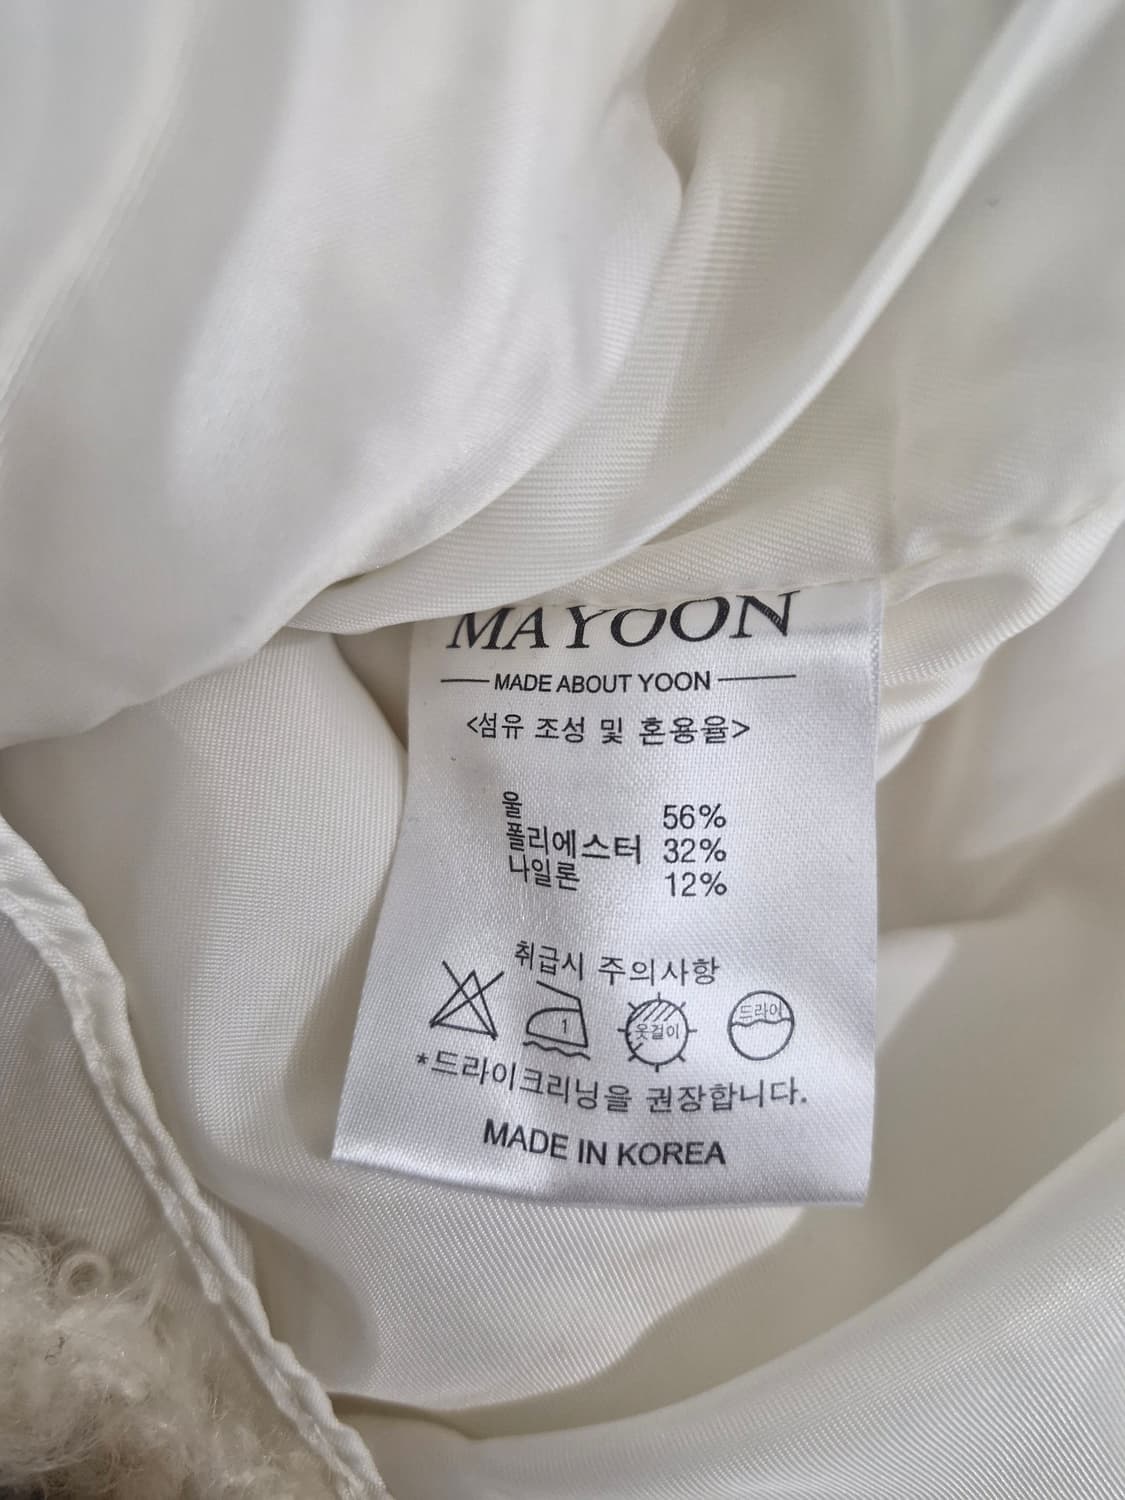 MAYOON
MADE ABOUT YOON
<섬유 조성 및 혼용율>
울 56%
폴리에스터 32%
나일론 12%
취급시 주의사항
1
옷걸이
드라이
*드라이크리닝을 권장합니다.
MADE IN KOREA